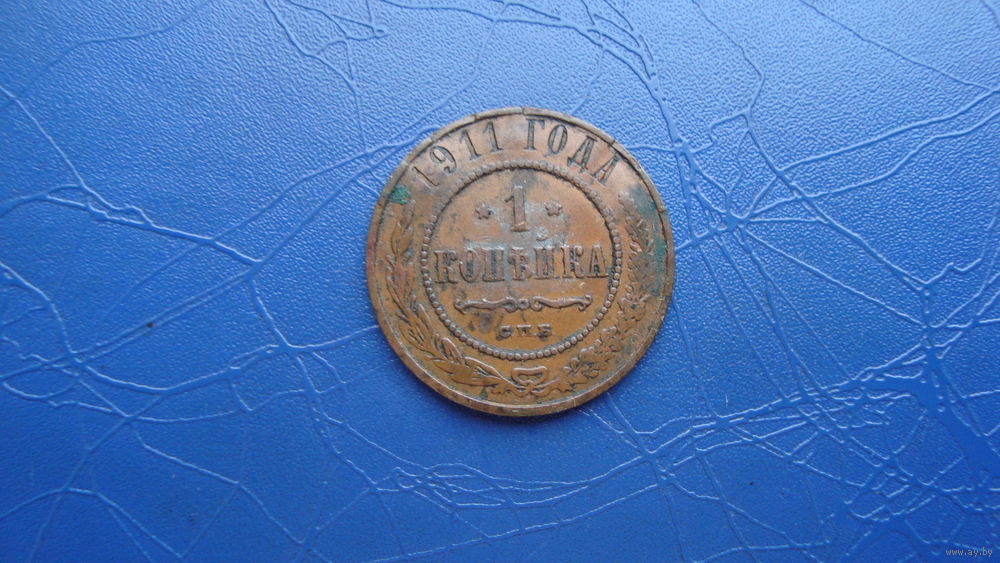 1911 ГОДА
* 1 *
КОПѢЙКА
С.П.Б.
www.ay.by